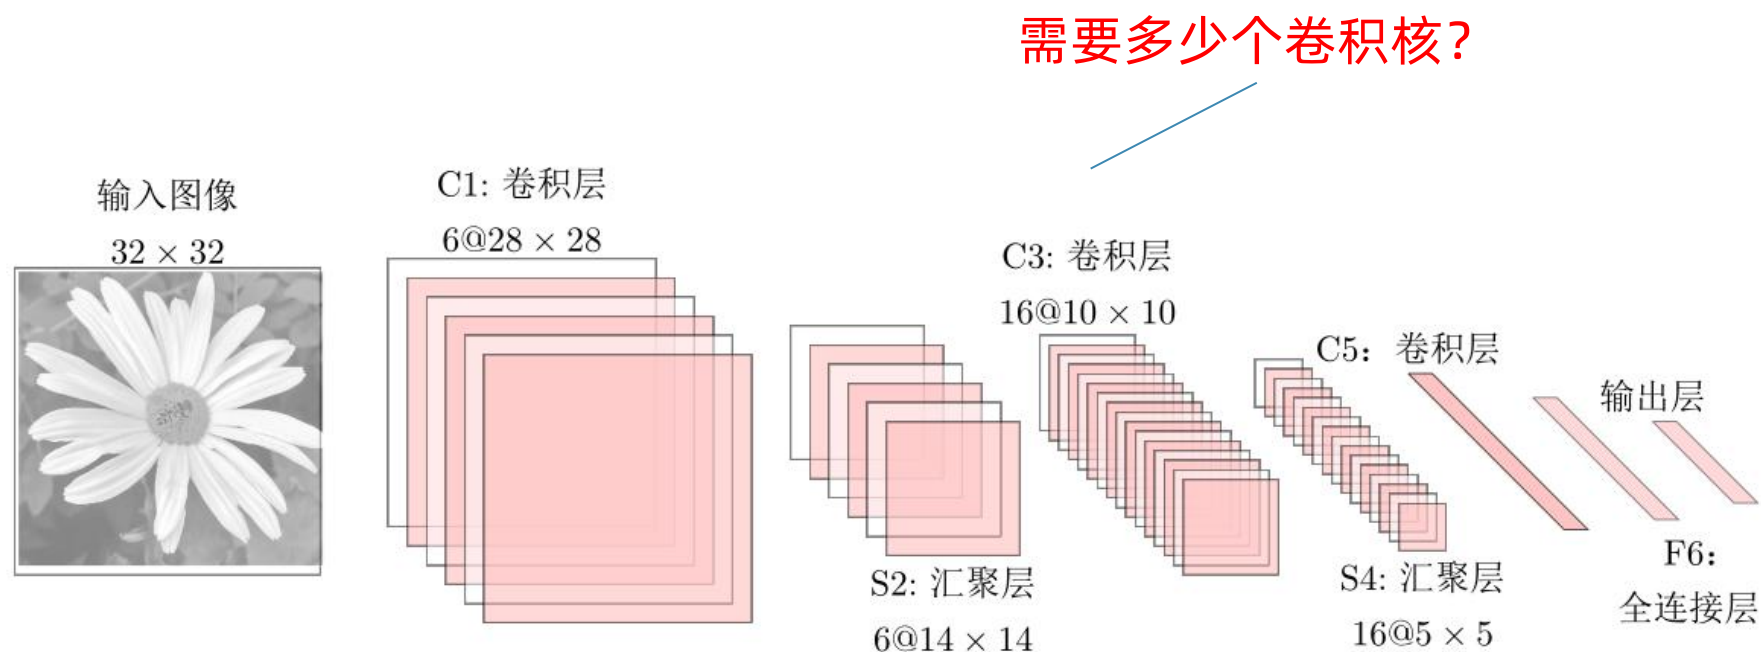 需要多少个卷积核?
输入图像
32 × 32
C1: 卷积层
6@28 × 28
S2: 汇聚层
6@14 × 14
C3: 卷积层
16@10 × 10
S4: 汇聚层
16@5 × 5
C5: 卷积层
F6:
全连接层
输出层